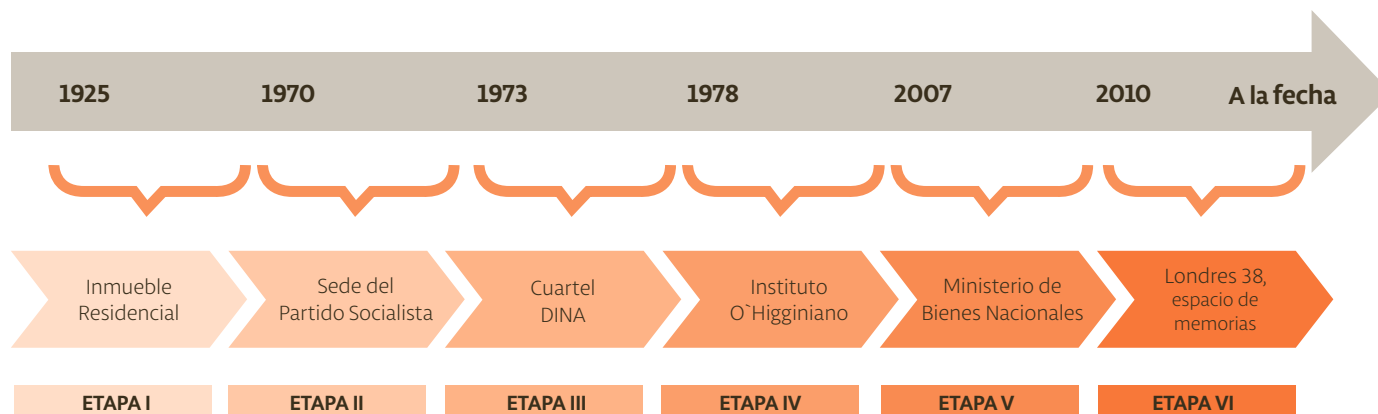 1925 1970 1973 1978 2007 2010 A la fecha
Inmueble
Residencial
Sede del
Partido Socialista
Cuartel
DINA
Instituto
O`Higginiano
Ministerio de
Bienes Nacionales
Londres 38,
espacio de
memorias
ETAPA I ETAPA II ETAPA III ETAPA IV ETAPA V ETAPA VI